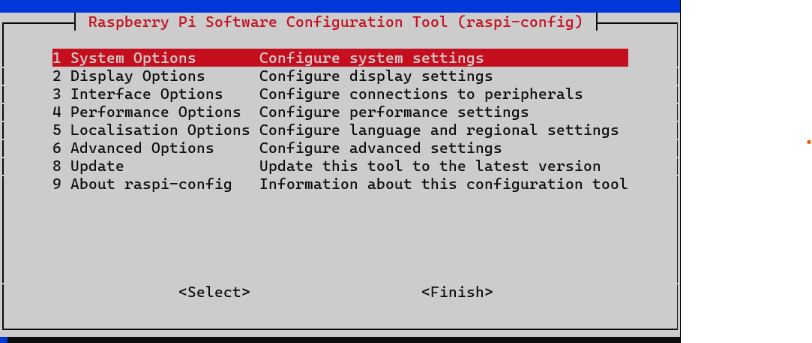 Raspberry Pi Software Configuration Tool (raspi-config)
1 System Options Configure system settings
2 Display Options Configure display settings
3 Interface Options Configure connections to peripherals
4 Performance Options Configure performance settings
5 Localisation Options Configure language and regional settings
6 Advanced Options Configure advanced settings
8 Update Update this tool to the latest version
9 About raspi-config Information about this configuration tool
<Select> <Finish>